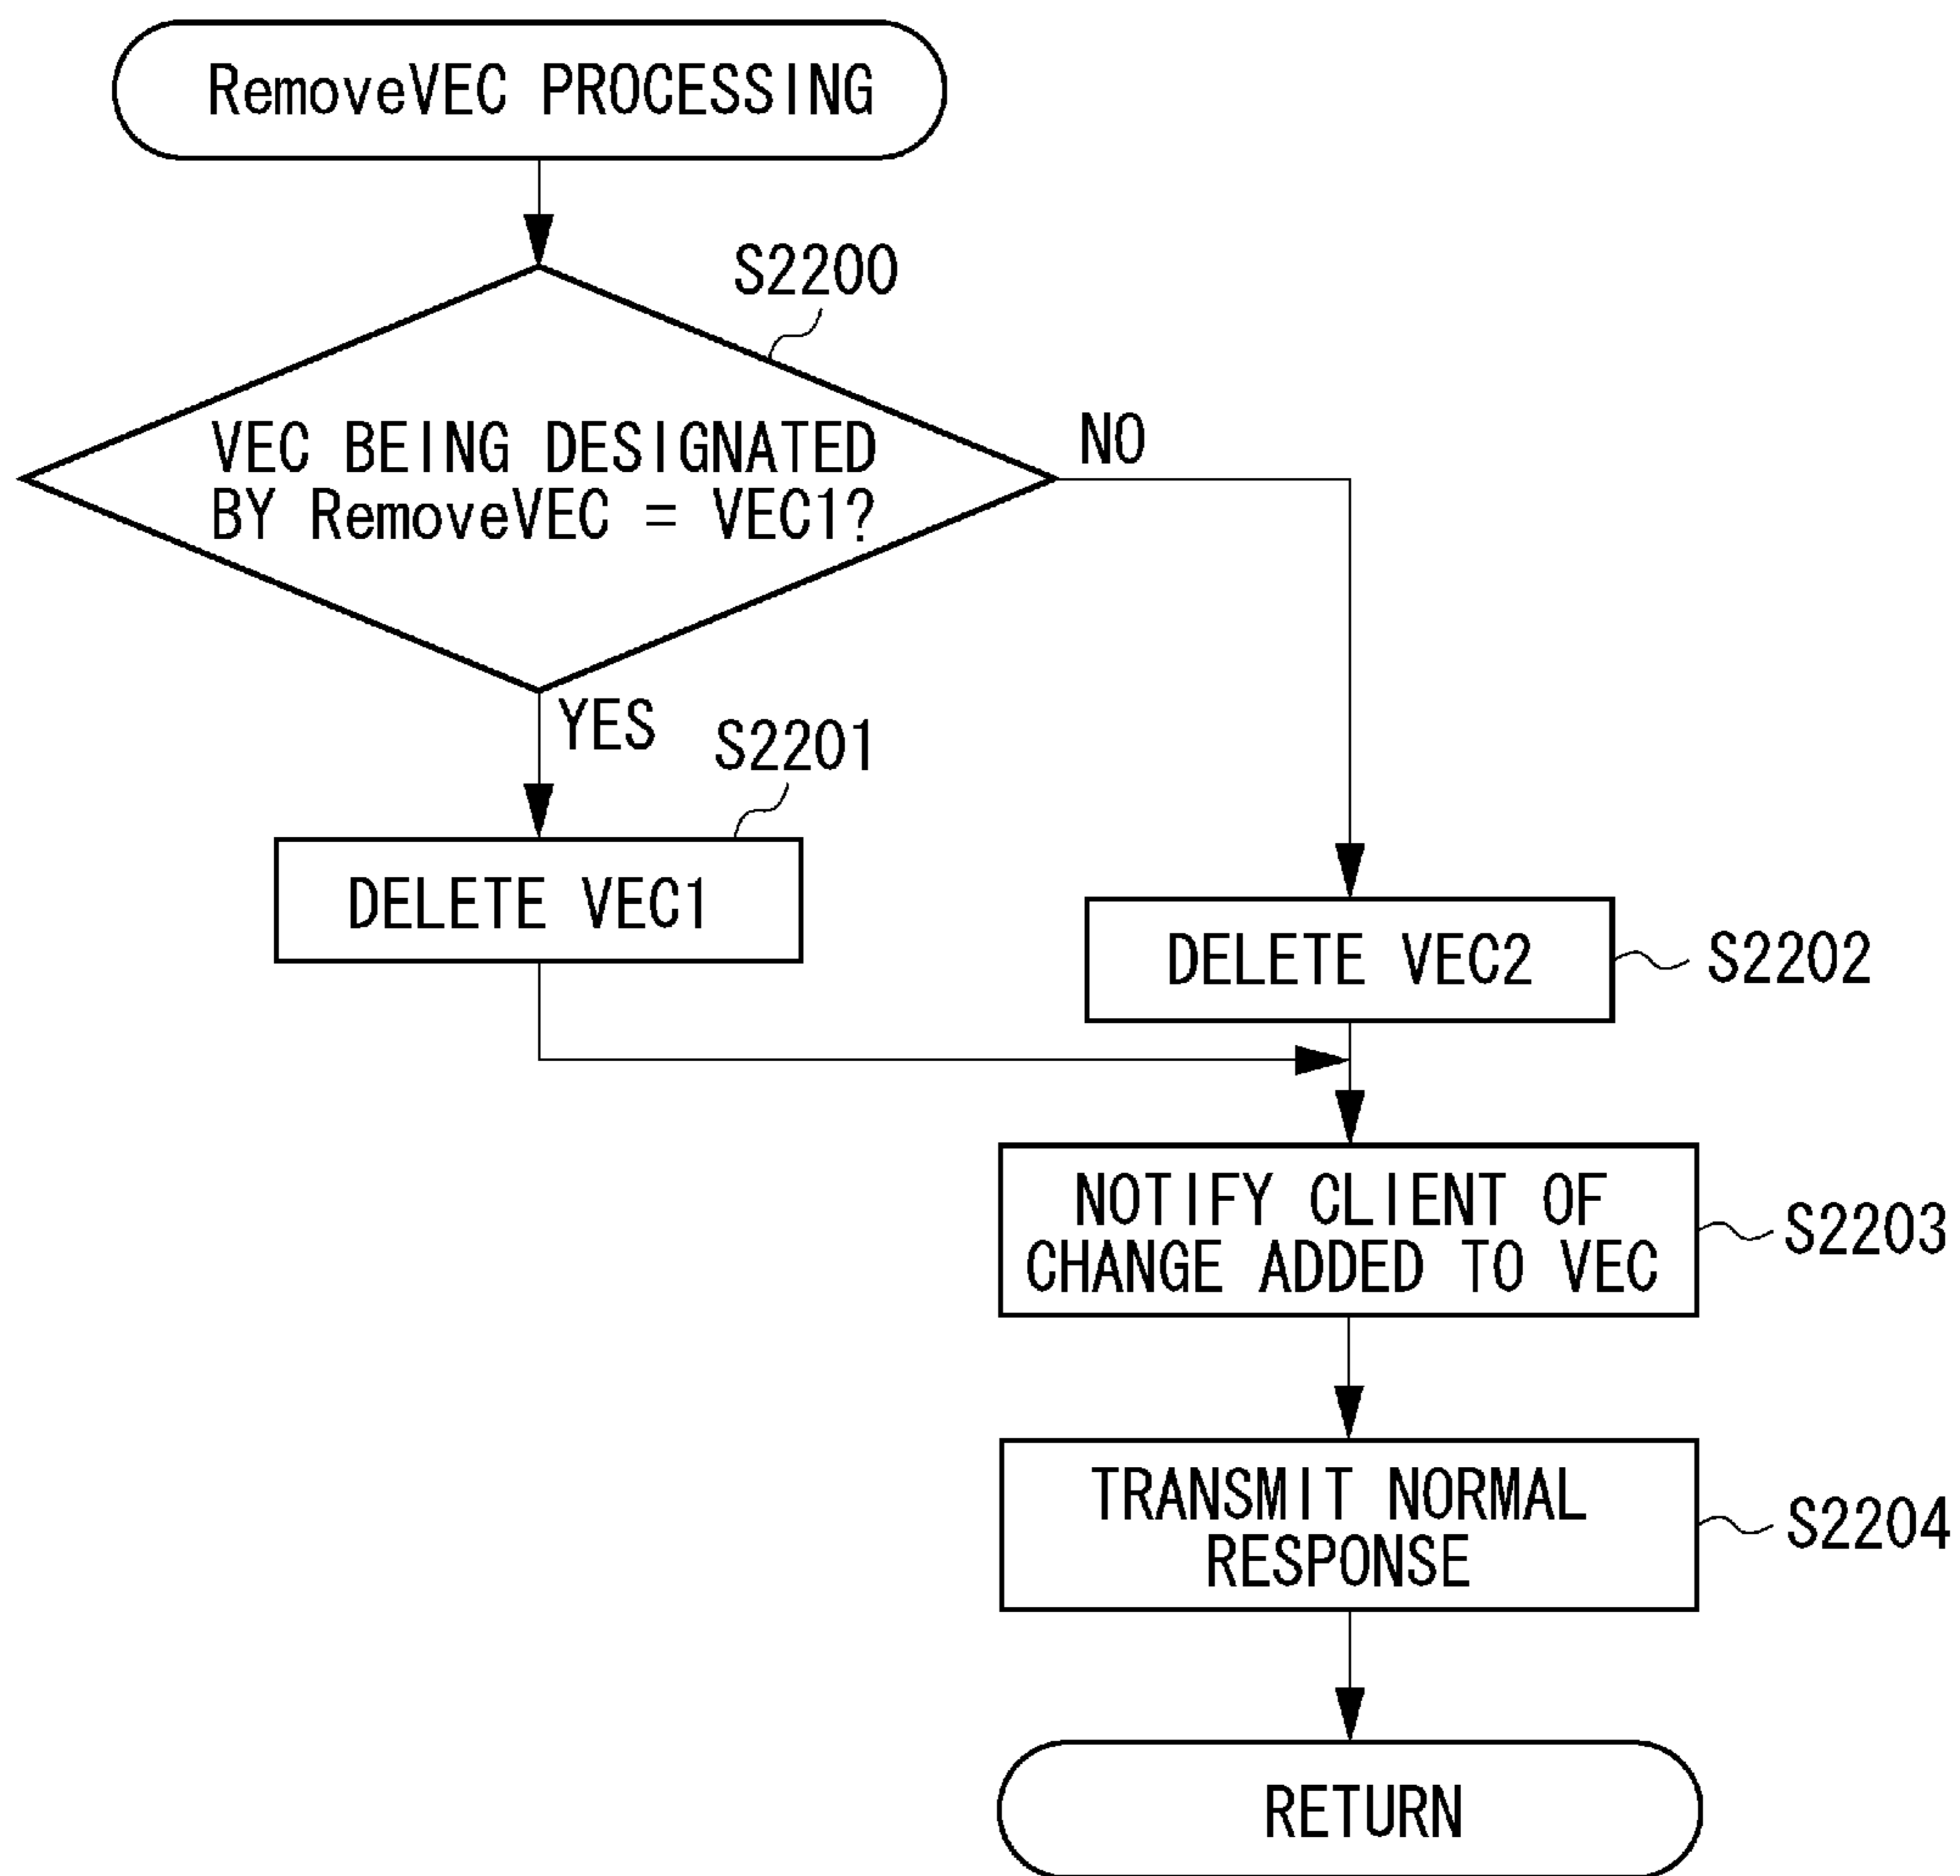 RemoveVEC PROCESSING
S2200
VEC BEING DESIGNATED
BY RemoveVEC = VEC1?
NO
YES
S2201
DELETE VEC1
DELETE VEC2
S2202
NOTIFY CLIENT OF
CHANGE ADDED TO VEC
S2203
TRANSMIT NORMAL
RESPONSE
S2204
RETURN